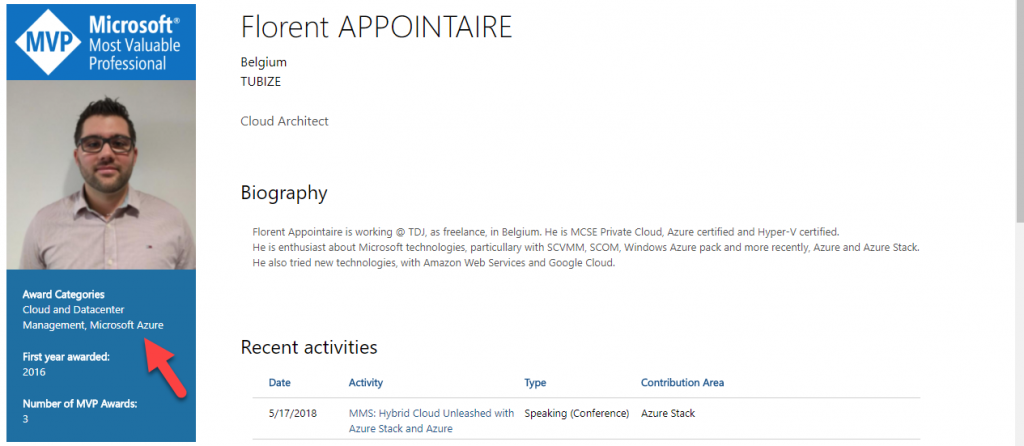 MVP
Microsoft®
Most Valuable
Professional
Award Categories
Cloud and Datacenter
Management, Microsoft Azure
First year awarded:
2016
Number of MVP Awards:
3
Florent APPOINTAIRE
Belgium
TUBIZE
Cloud Architect
Biography
Florent Appointaire is working @ TDJ, as freelance, in Belgium. He is MCSE Private Cloud, Azure certified and Hyper-V certified.
He is enthusiast about Microsoft technologies, particullary with SCVMM, SCOM, Windows Azure pack and more recently, Azure and Azure Stack.
He also tried new technologies, with Amazon Web Services and Google Cloud.
Recent activities
Date Activity Type Contribution Area
5/17/2018 MMS: Hybrid Cloud Unleashed with Speaking (Conference) Azure Stack
Azure Stack and Azure